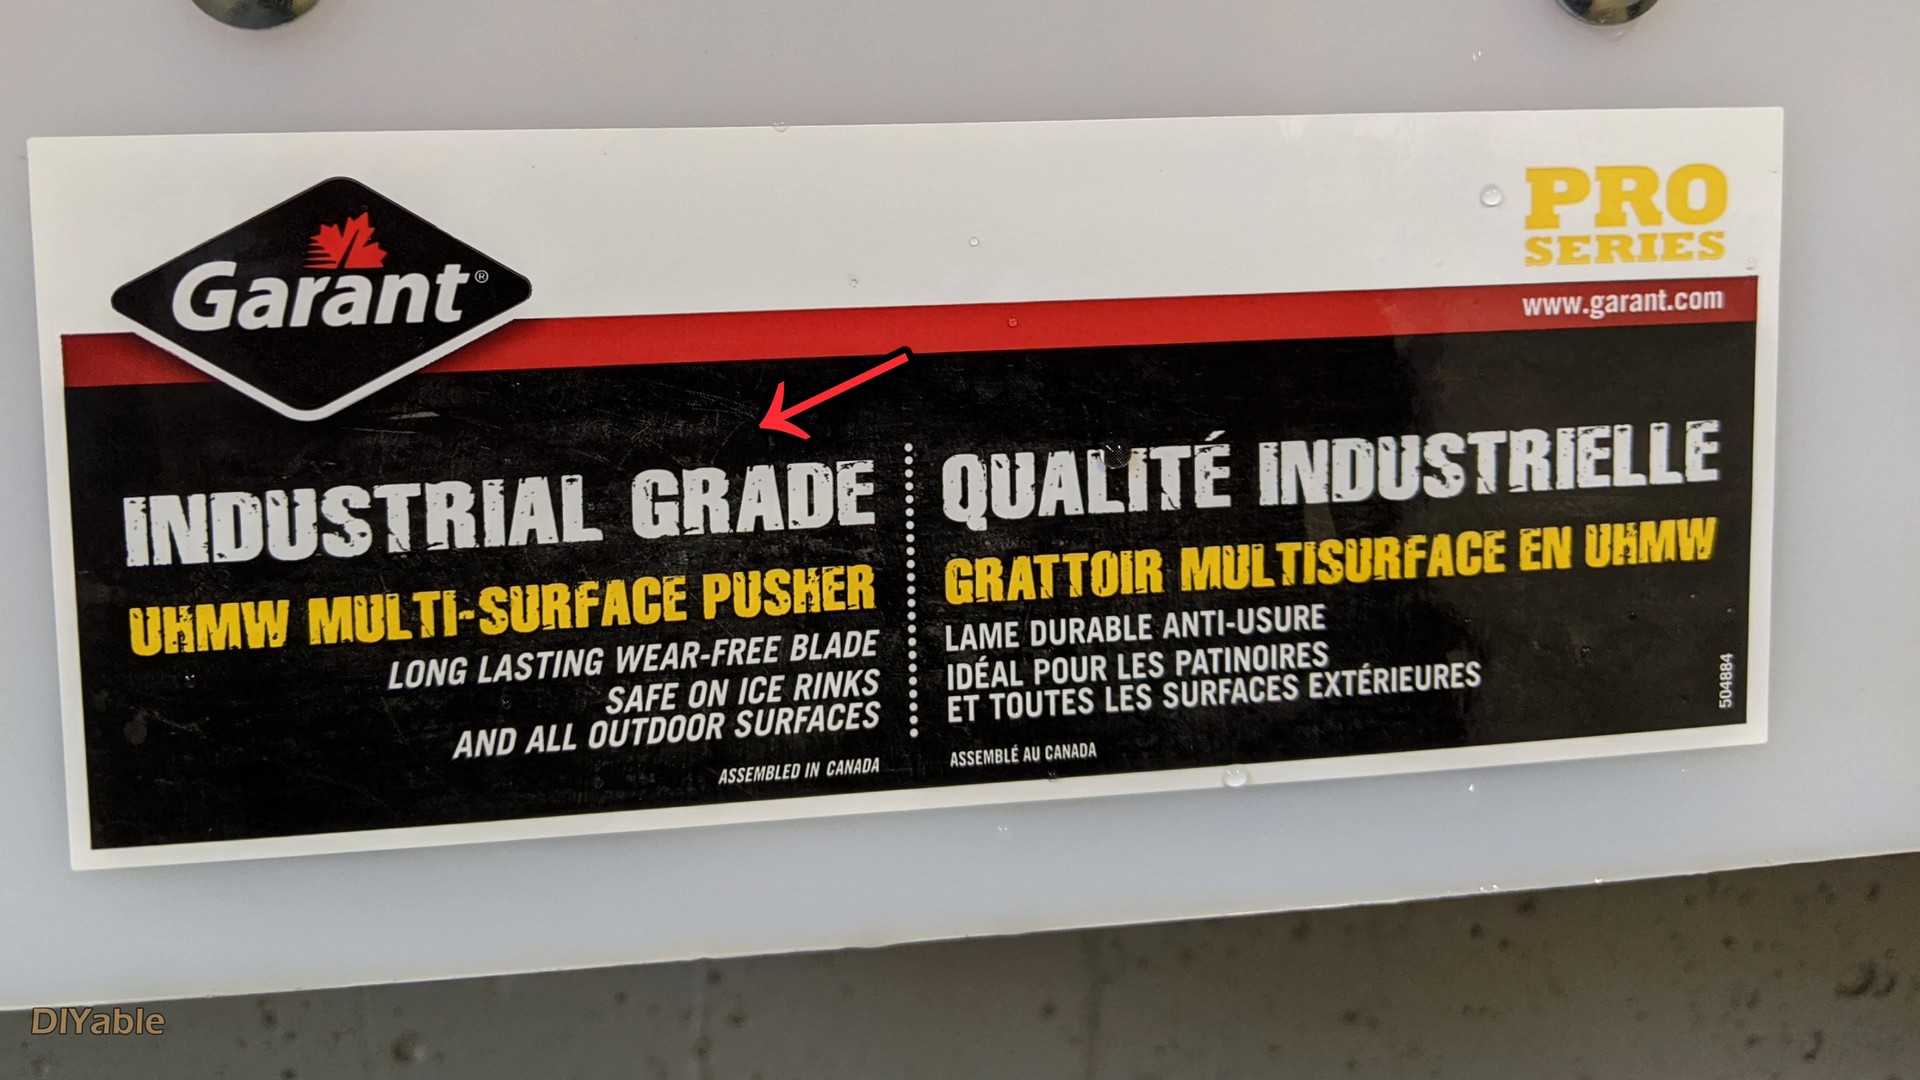 Garant®
PRO
SERIES
www.garant.com
INDUSTRIAL GRADE
UHMW MULTI-SURFACE PUSHER
LONG LASTING WEAR-FREE BLADE
SAFE ON ICE RINKS
AND ALL OUTDOOR SURFACES
ASSEMBLED IN CANADA
QUALITÉ INDUSTRIELLE
GRATTOIR MULTISURFACE EN UHMW
LAME DURABLE ANTI-USURE
IDÉAL POUR LES PATINOIRES
ET TOUTES LES SURFACES EXTÉRIEURES
ASSEMBLÉ AU CANADA
504884
DIYable